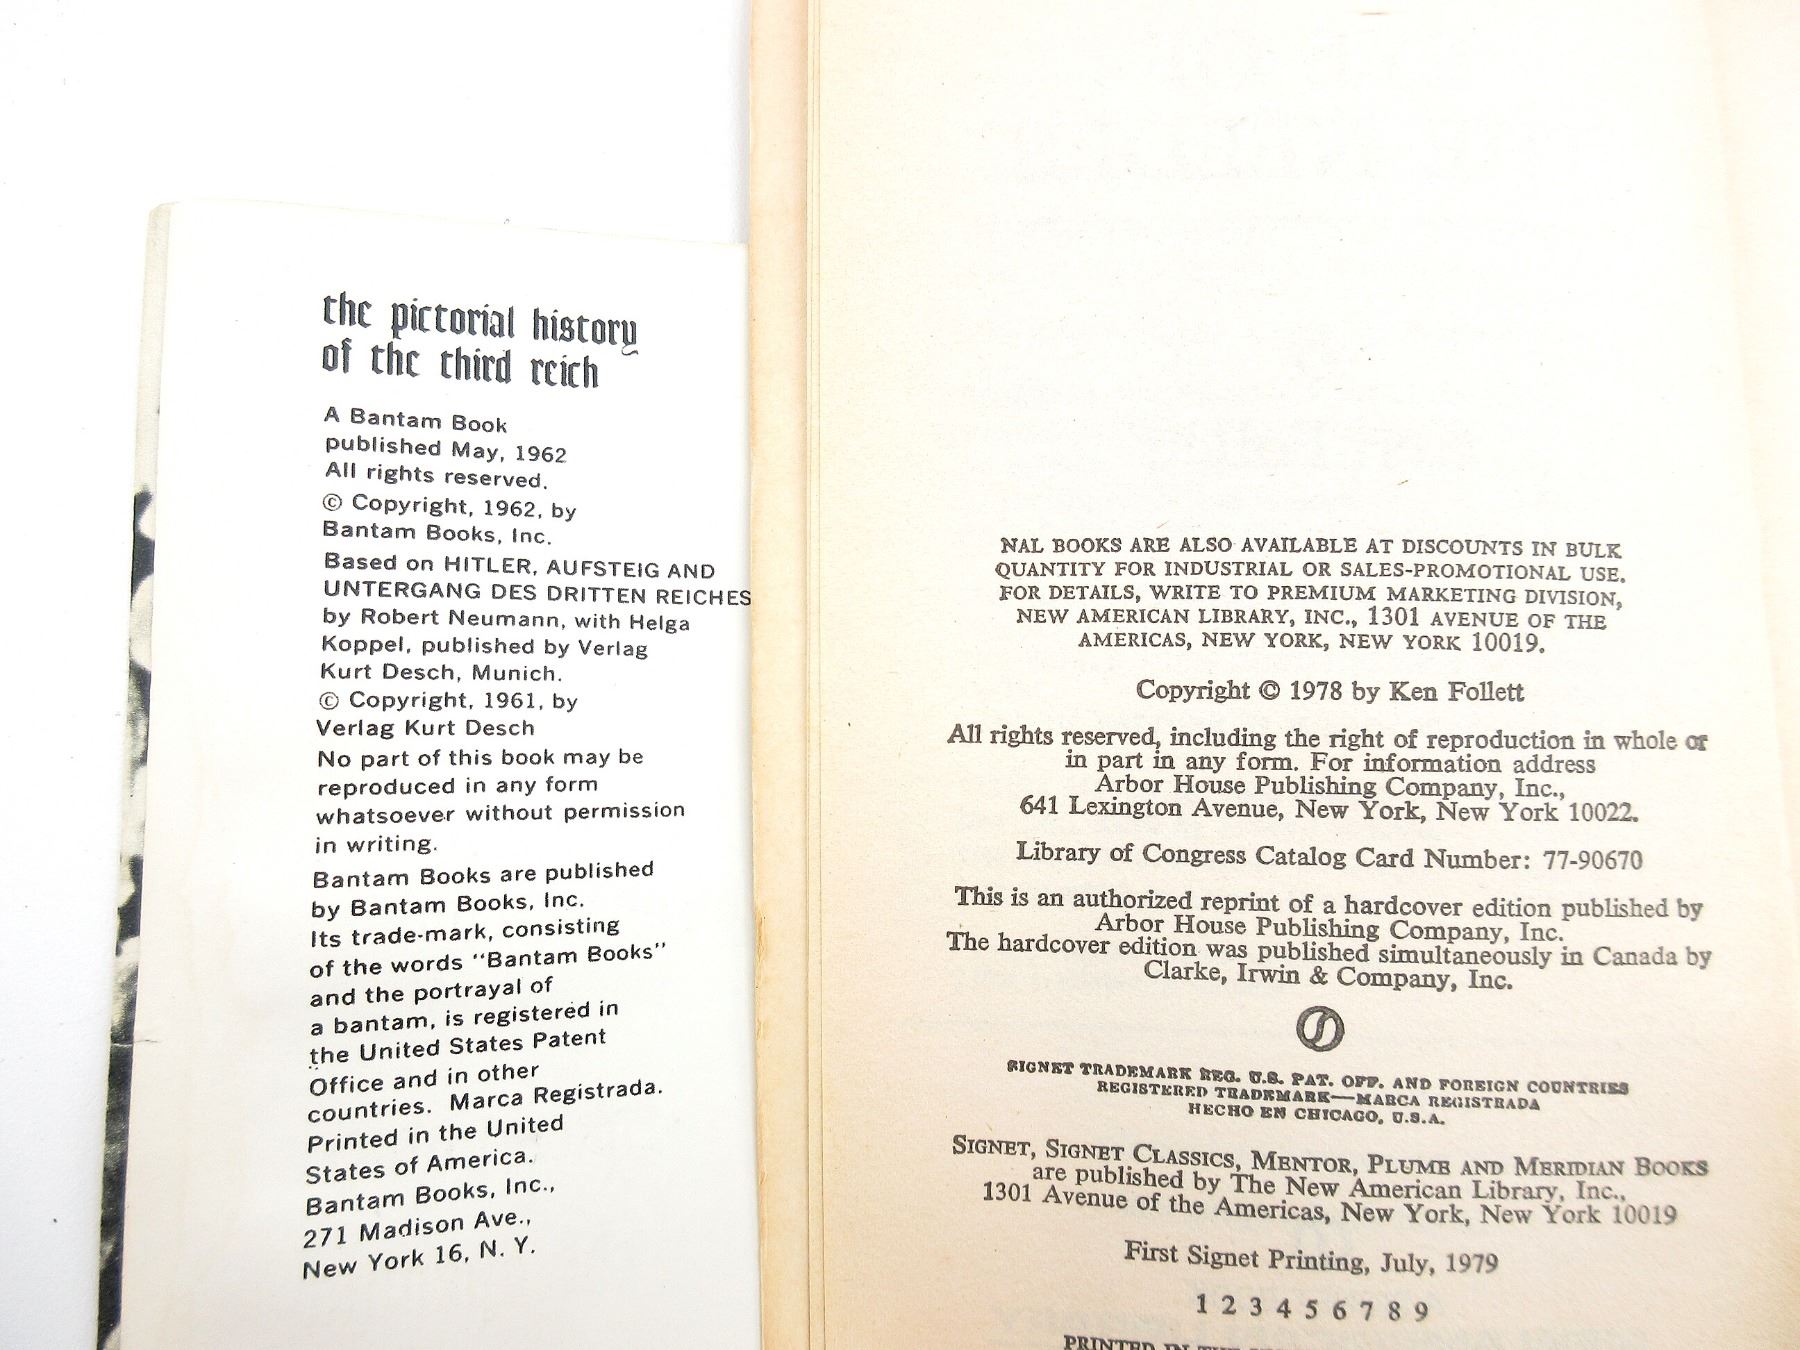 the pictorial history
of the third reich
A Bantam Book
published May, 1962
All rights reserved.
© Copyright, 1962, by
Bantam Books, Inc.
Based on HITLER, AUFSTEIG AND
UNTERGANG DES DRITTEN REICHES
by Robert Neumann, with Helga
Koppel, published by Verlag
Kurt Desch, Munich.
© Copyright, 1961, by
Verlag Kurt Desch
No part of this book may be
reproduced in any form
whatsoever without permission
in writing.
Bantam Books are published
by Bantam Books, Inc.
Its trade-mark, consisting
of the words "Bantam Books"
and the portrayal of
a bantam, is registered in
the United States Patent
Office and in other
countries. Marca Registrada.
Printed in the United
States of America.
Bantam Books, Inc.,
271 Madison Ave.,
New York 16, N. Y.
NAL BOOKS ARE ALSO AVAILABLE AT DISCOUNTS IN BULK
QUANTITY FOR INDUSTRIAL OR SALES-PROMOTIONAL USE.
FOR DETAILS, WRITE TO PREMIUM MARKETING DIVISION,
NEW AMERICAN LIBRARY, INC., 1301 AVENUE OF THE
AMERICAS, NEW YORK, NEW YORK 10019.
Copyright © 1978 by Ken Follett
All rights reserved, including the right of reproduction in whole or
in part in any form. For information address
Arbor House Publishing Company, Inc.,
641 Lexington Avenue, New York, New York 10022.
Library of Congress Catalog Card Number: 77-90670
This is an authorized reprint of a hardcover edition published by
Arbor House Publishing Company, Inc.
The hardcover edition was published simultaneously in Canada by
Clarke, Irwin & Company, Inc.
SIGNET TRADEMARK REG. U.S. PAT. OFF. AND FOREIGN COUNTRIES
REGISTERED TRADEMARK—MARCA REGISTRADA
HECHO EN CHICAGO, U.S.A.
SIGNET, SIGNET CLASSICS, MENTOR, PLUME AND MERIDIAN BOOKS
are published by The New American Library, Inc.,
1301 Avenue of the Americas, New York, New York 10019
First Signet Printing, July, 1979
1 2 3 4 5 6 7 8 9
PRINTED IN THE